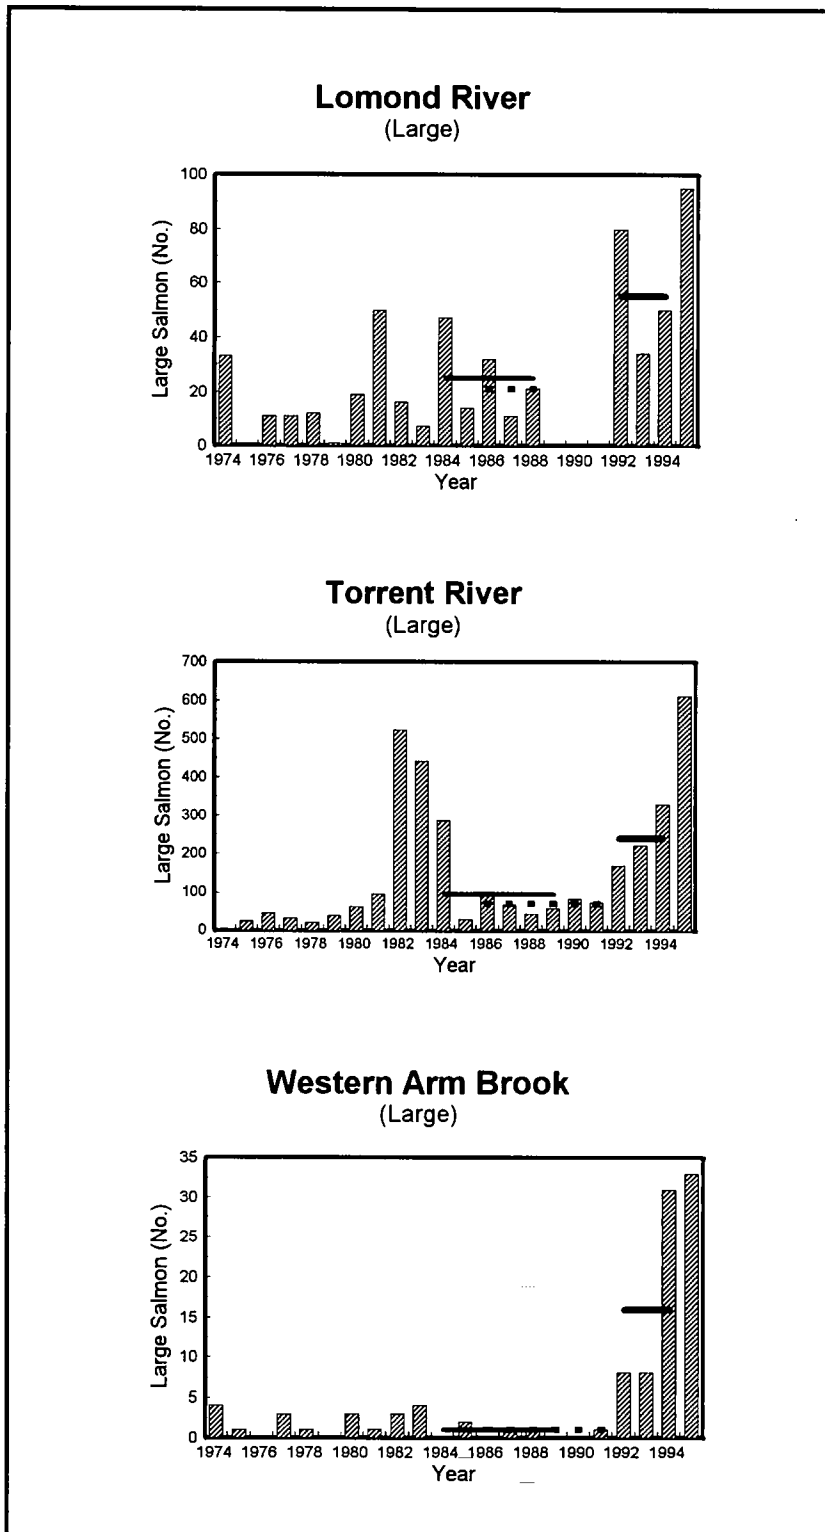 Lomond River
(Large)
Large Salmon (No.)
100
80
60
40
20
0
1974 1976 1978 1980 1982 1984 1986 1988 1990 1992 1994
Year
Torrent River
(Large)
Large Salmon (No.)
700
600
500
400
300
200
100
0
1974 1976 1978 1980 1982 1984 1986 1988 1990 1992 1994
Year
Western Arm Brook
(Large)
Large Salmon (No.)
35
30
25
20
15
10
5
0
1974 1976 1978 1980 1982 1984 1986 1988 1990 1992 1994
Year